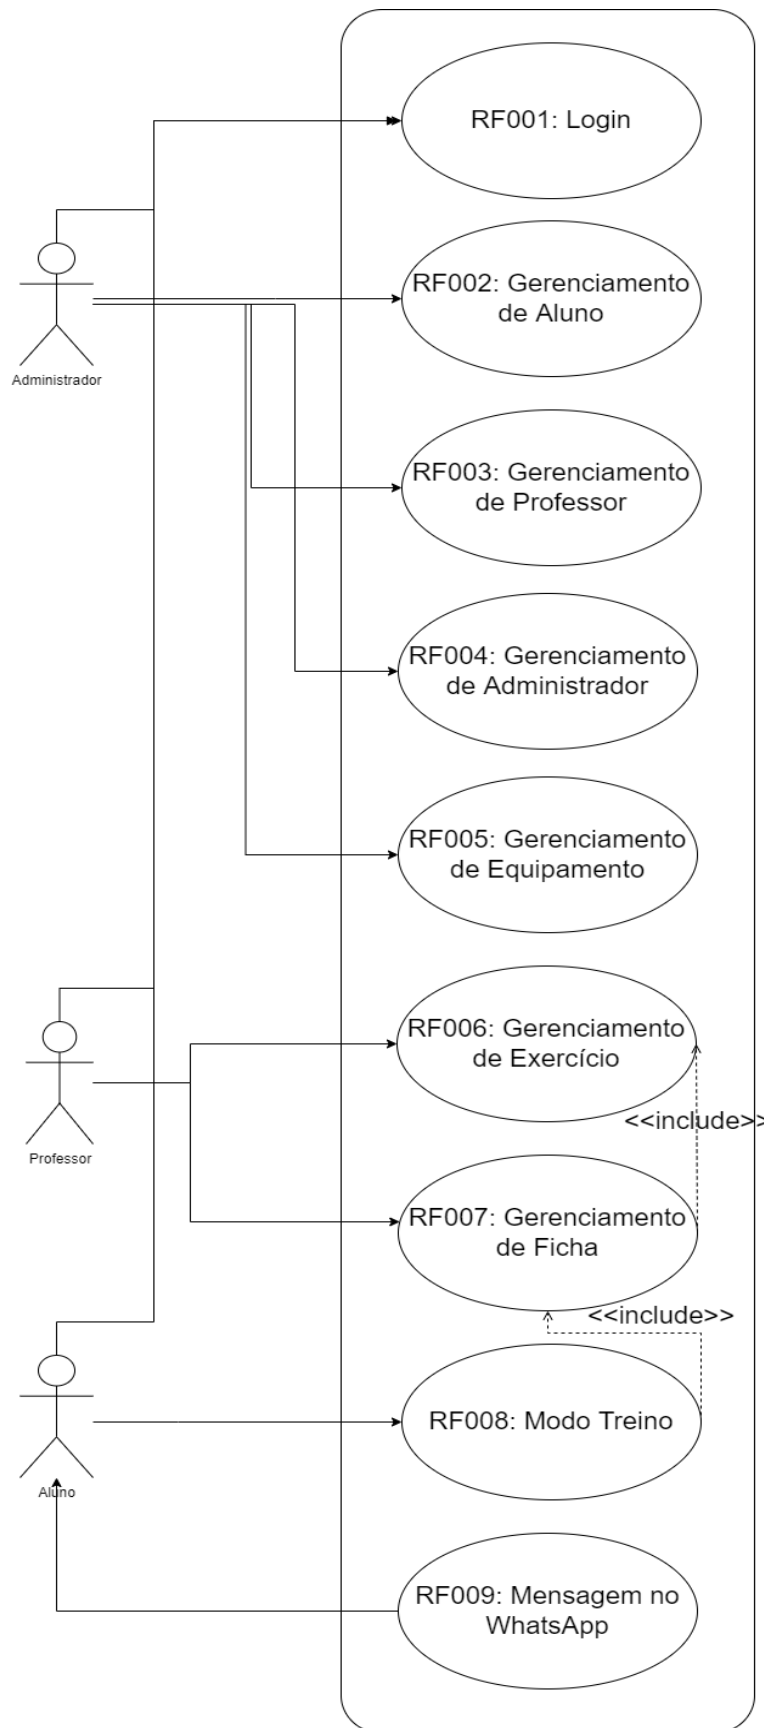 RF001: Login
RF002: Gerenciamento
de Aluno
Administrador
RF003: Gerenciamento
de Professor
RF004: Gerenciamento
de Administrador
RF005: Gerenciamento
de Equipamento
RF006: Gerenciamento
de Exercício
<<include>>
Professor
RF007: Gerenciamento
de Ficha
<<include>>
RF008: Modo Treino
Aluno
RF009: Mensagem no
WhatsApp